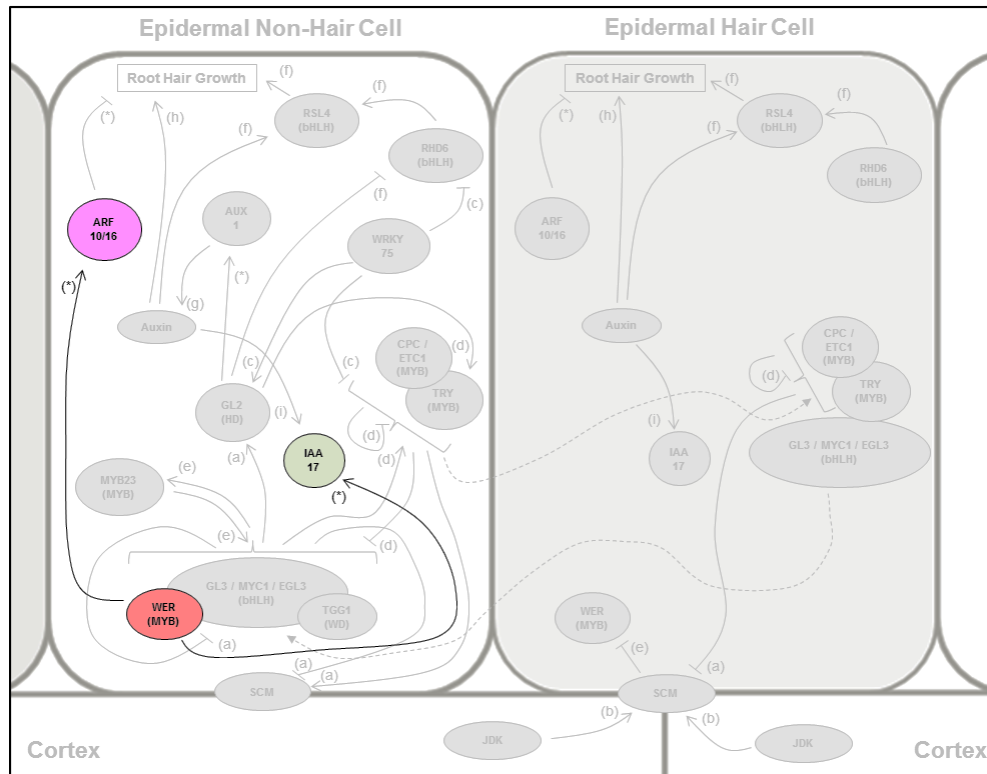 Epidermal Non-Hair Cell
Epidermal Hair Cell
Root Hair Growth
(f)
(*)
(h)
RSL4
(bHLH)
(f)
(f)
RHD6
(bHLH)
(f)
(c)
ARF
10/16
AUX
1
WRKY
75
(*)
(*)
(g)
Auxin
CPC /
ETC1
(MYB)
(d)
TRY
(MYB)
(c)
(c)
GL2
(HD)
(i)
(d)
(d)
IAA
17
(*)
(a)
(e)
MYB23
(MYB)
(e)
(d)
GL3 / MYC1 / EGL3
(bHLH)
WER
(MYB)
TGG1
(WD)
(a)
(a)
(a)
SCM
Root Hair Growth
(f)
(*)
(h)
RSL4
(bHLH)
(f)
(f)
RHD6
(bHLH)
ARF
10/16
Auxin
CPC /
ETC1
(MYB)
(d)
TRY
(MYB)
(i)
IAA
17
GL3 / MYC1 / EGL3
(bHLH)
WER
(MYB)
(e)
(a)
SCM
(b)
(b)
JDK
JDK
Cortex
Cortex